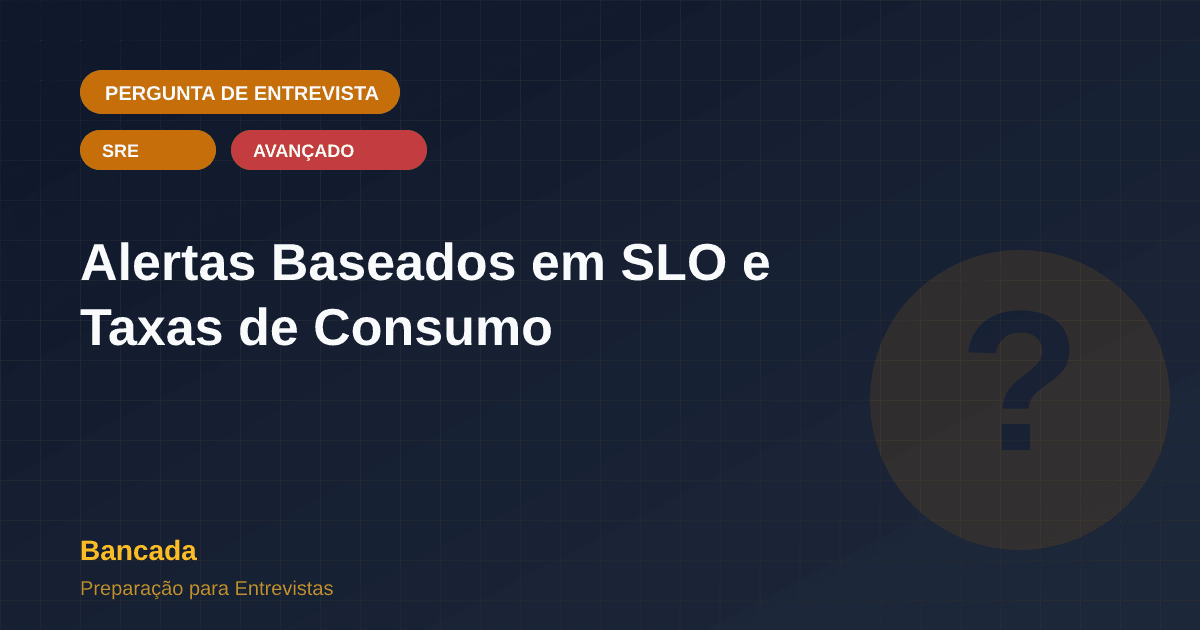 PERGUNTA DE ENTREVISTA
SRE
AVANÇADO
Alertas Baseados em SLO e
Taxas de Consumo
?
Bancada
Preparação para Entrevistas